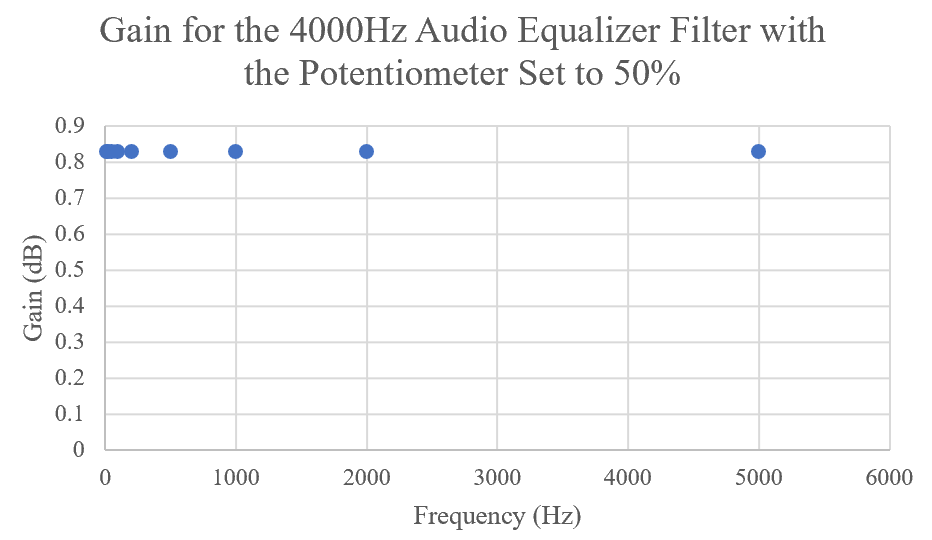 Gain for the 4000Hz Audio Equalizer Filter with
the Potentiometer Set to 50%
0.9
0.8
0.7
0.6
0.5
0.4
0.3
0.2
0.1
0
Gain (dB)
0 1000 2000 3000 4000 5000 6000
Frequency (Hz)